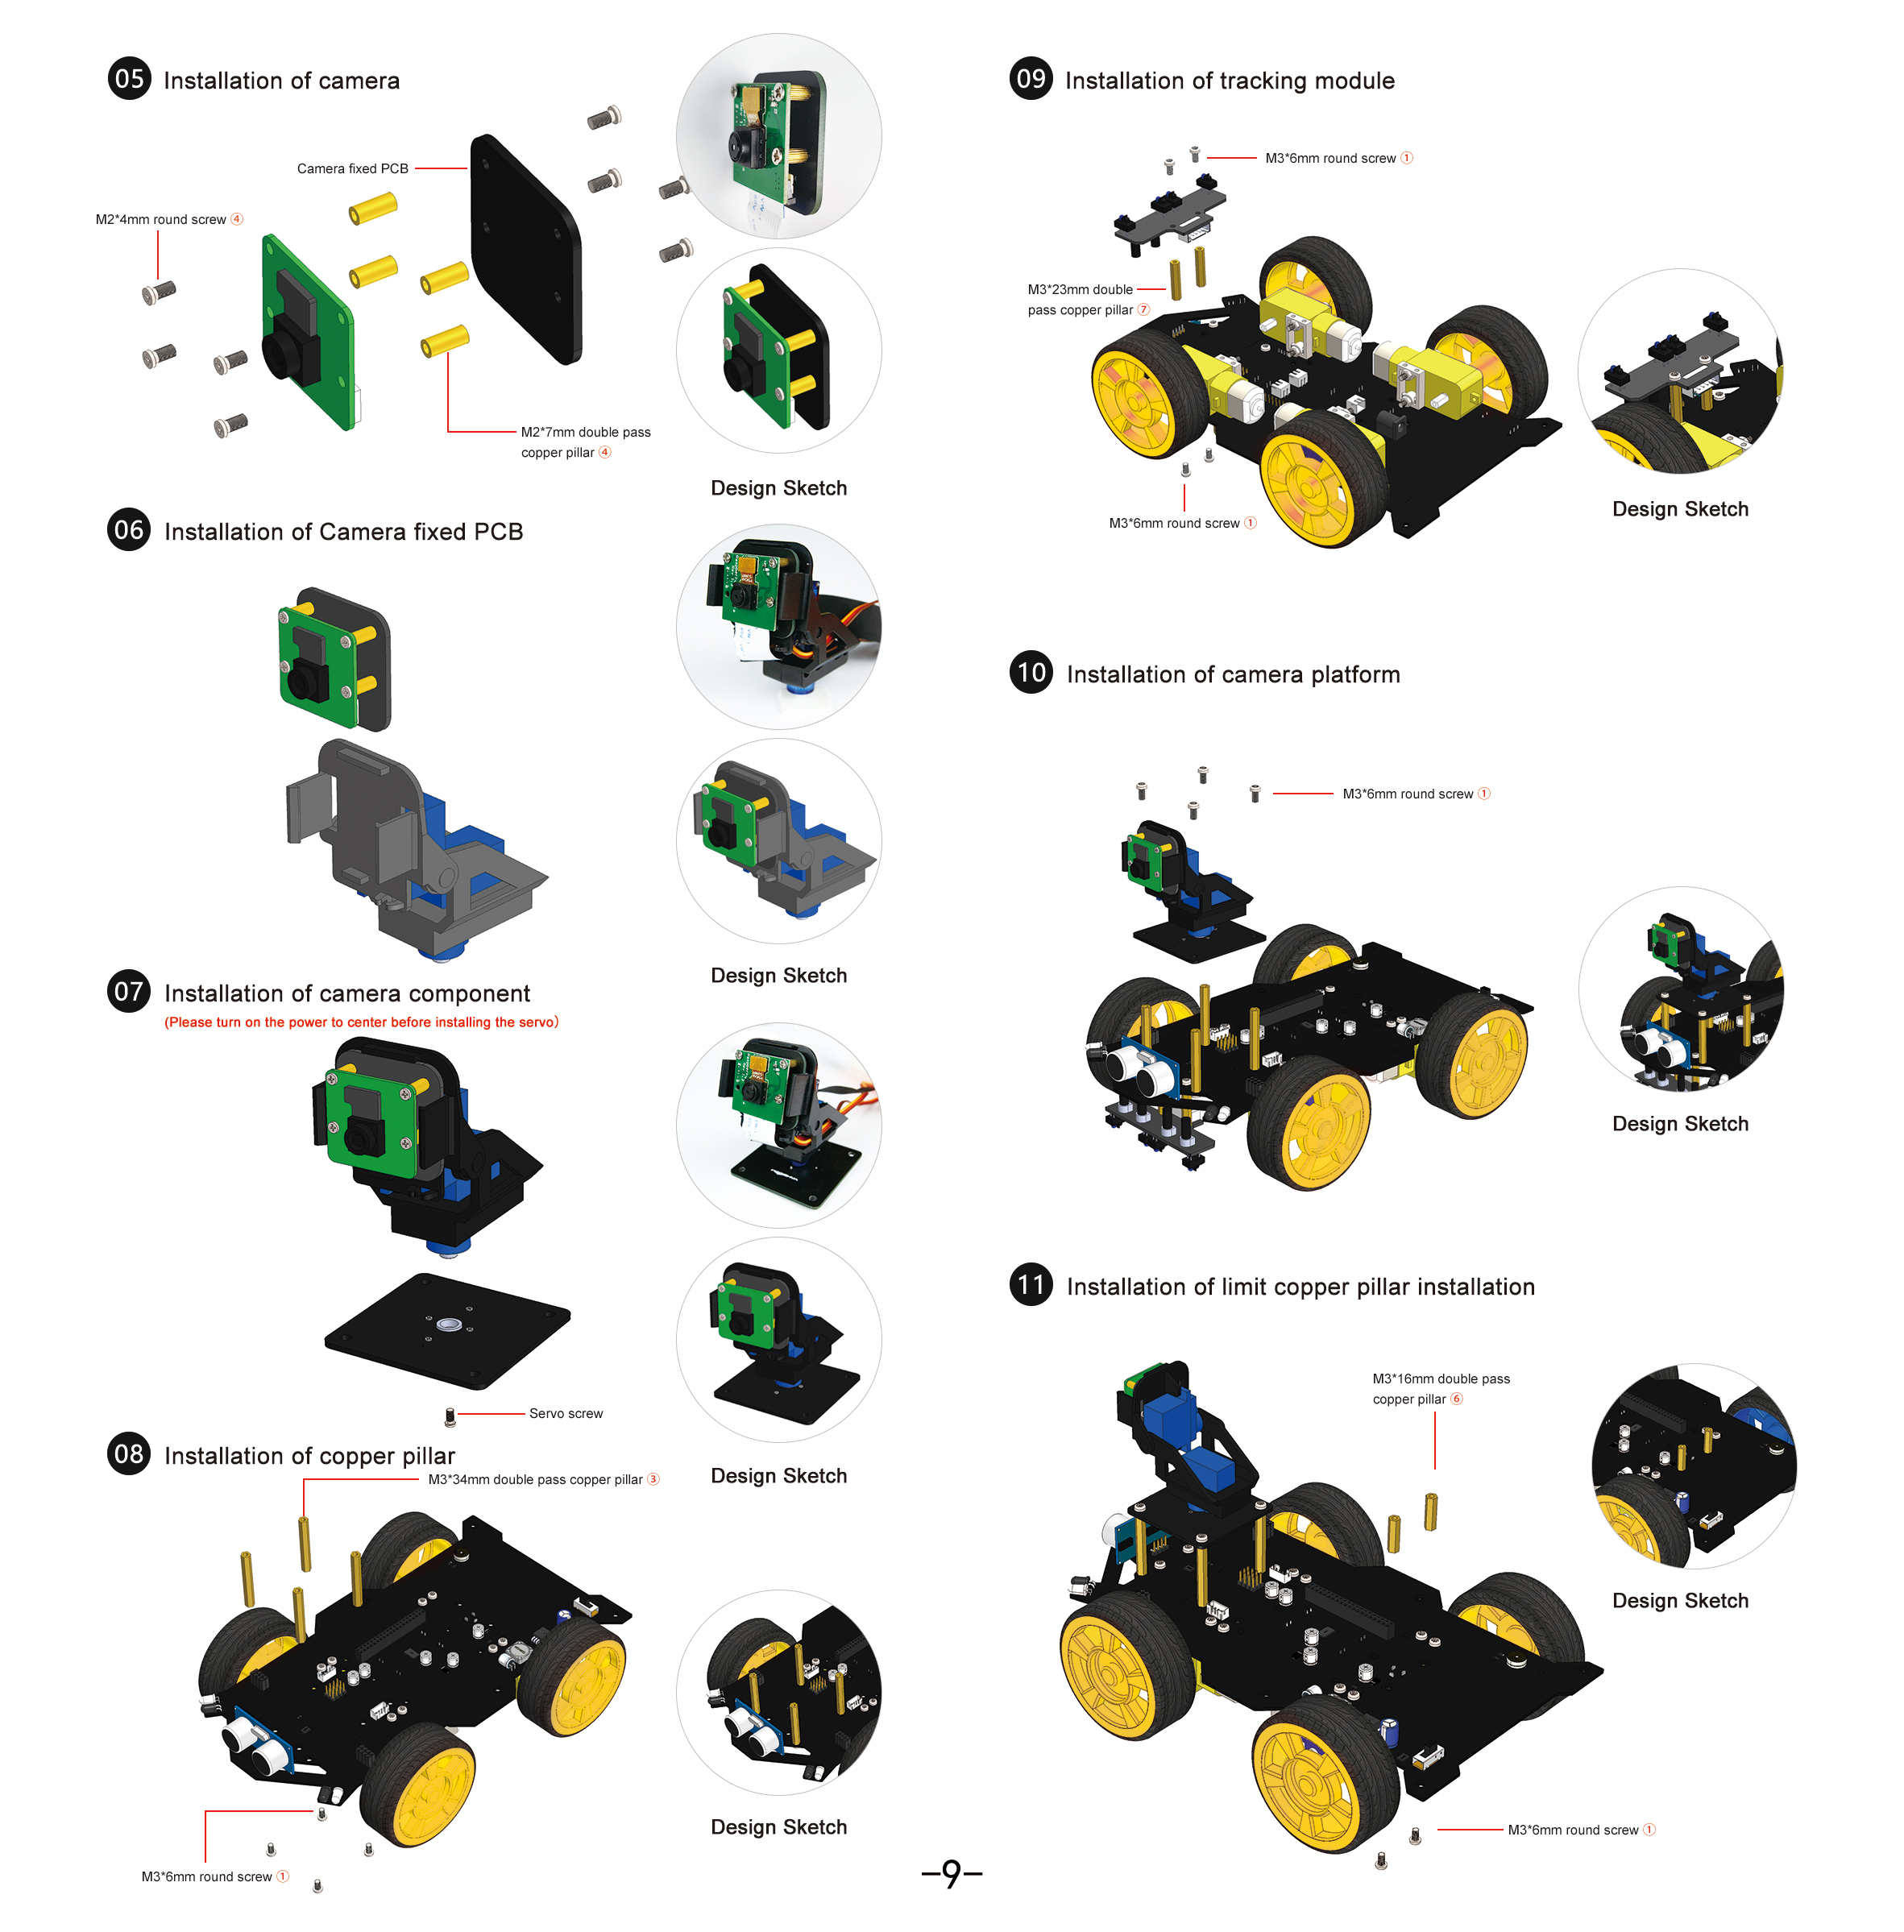 05 Installation of camera
Camera fixed PCB
M2*4mm round screw ④
M2*7mm double pass
copper pillar ④
Design Sketch
06 Installation of Camera fixed PCB
Design Sketch
07 Installation of camera component
(Please turn on the power to center before installing the servo)
Servo screw
Design Sketch
08 Installation of copper pillar
M3*34mm double pass copper pillar ③
M3*6mm round screw ①
Design Sketch
09 Installation of tracking module
M3*6mm round screw ①
M3*23mm double
pass copper pillar ⑦
M3*6mm round screw ①
Design Sketch
10 Installation of camera platform
M3*6mm round screw ①
Design Sketch
11 Installation of limit copper pillar installation
M3*16mm double pass
copper pillar ⑥
Design Sketch
M3*6mm round screw ①
–9–